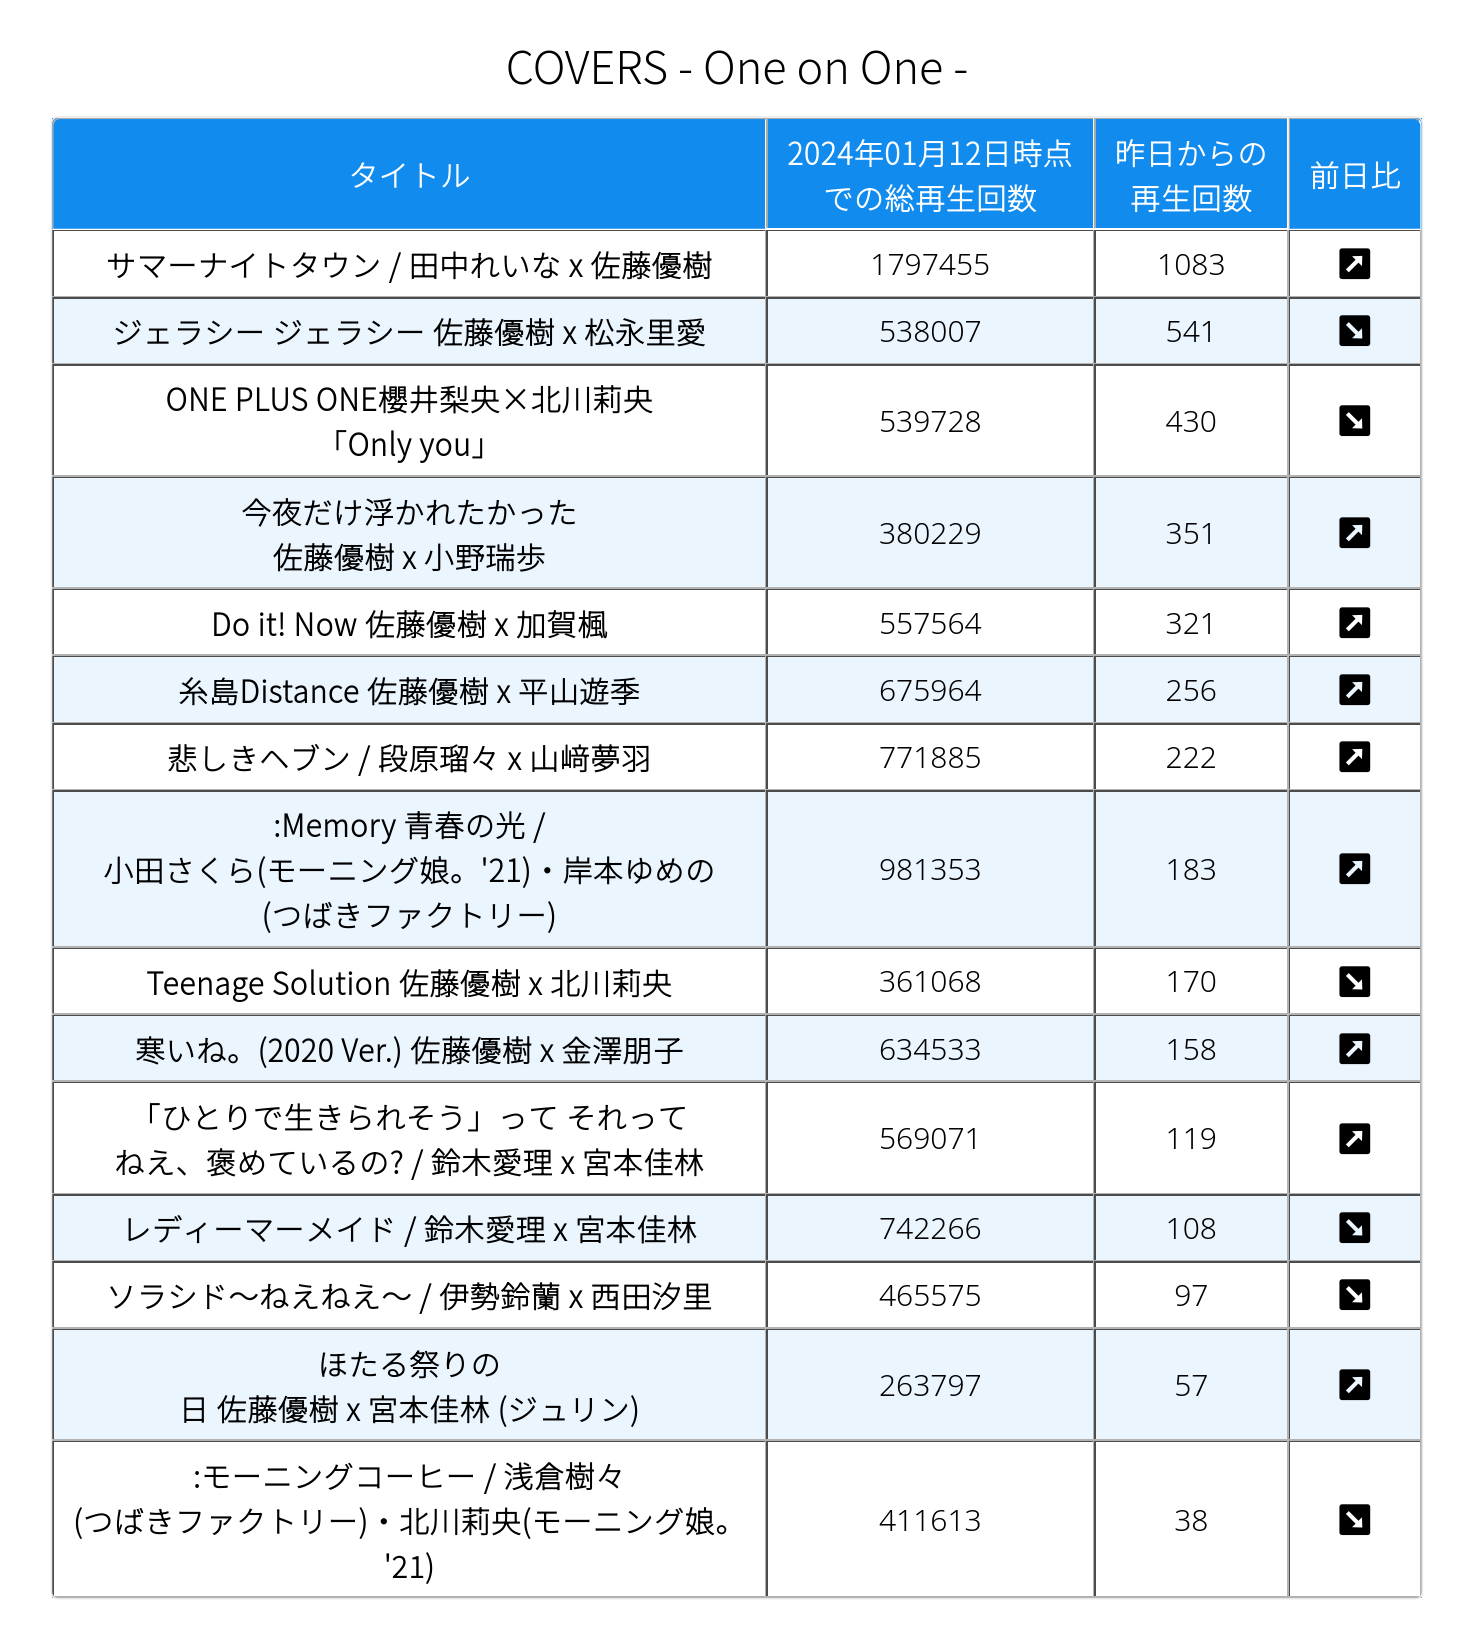 COVERS - One on One -
タイトル
2024年01月12日時点
での総再生回数
昨日からの
再生回数
前日比
サマーナイトタウン / 田中れいな x 佐藤優樹
1797455
1083
ジェラシー ジェラシー 佐藤優樹 x 松永里愛
538007
541
ONE PLUS ONE櫻井梨央×北川莉央
「Only you」
539728
430
今夜だけ浮かれたかった
佐藤優樹 x 小野瑞歩
380229
351
Do it! Now 佐藤優樹 x 加賀楓
557564
321
糸島Distance 佐藤優樹 x 平山遊季
675964
256
悲しきヘブン / 段原瑠々 x 山﨑夢羽
771885
222
:Memory 青春の光 /
小田さくら(モーニング娘。'21)・岸本ゆめの
(つばきファクトリー)
981353
183
Teenage Solution 佐藤優樹 x 北川莉央
361068
170
寒いね。(2020 Ver.) 佐藤優樹 x 金澤朋子
634533
158
「ひとりで生きられそう」って それって
ねえ、褒めているの? / 鈴木愛理 x 宮本佳林
569071
119
レディーマーメイド / 鈴木愛理 x 宮本佳林
742266
108
ソラシド〜ねえねえ〜 / 伊勢鈴蘭 x 西田汐里
465575
97
ほたる祭りの
日 佐藤優樹 x 宮本佳林 (ジュリン)
263797
57
:モーニングコーヒー / 浅倉樹々
(つばきファクトリー)・北川莉央(モーニング娘。
'21)
411613
38